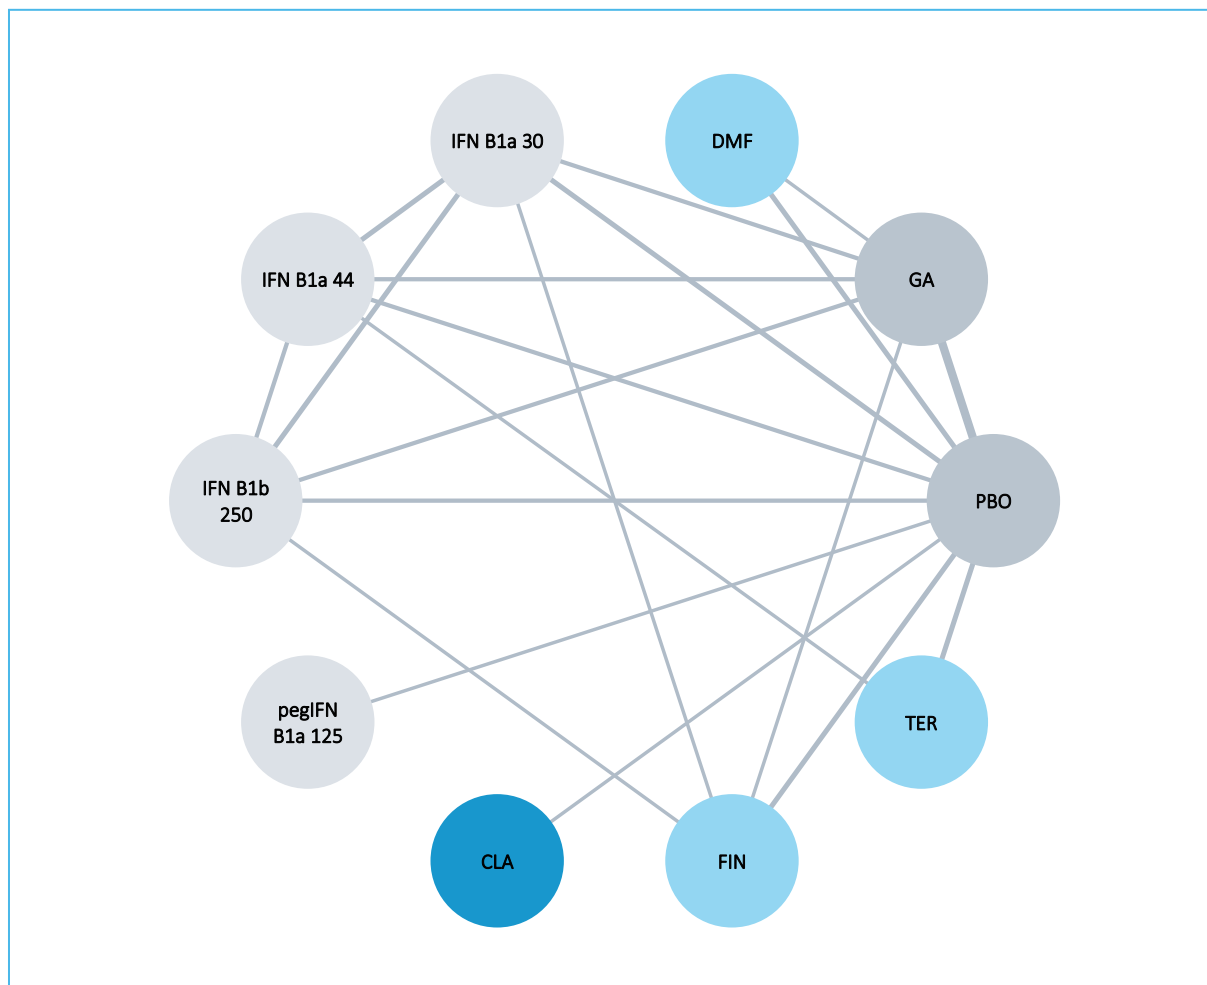 IFN B1a 30
DMF
IFN B1a 44
GA
IFN B1b
250
PBO
pegIFN
B1a 125
TER
CLA
FIN